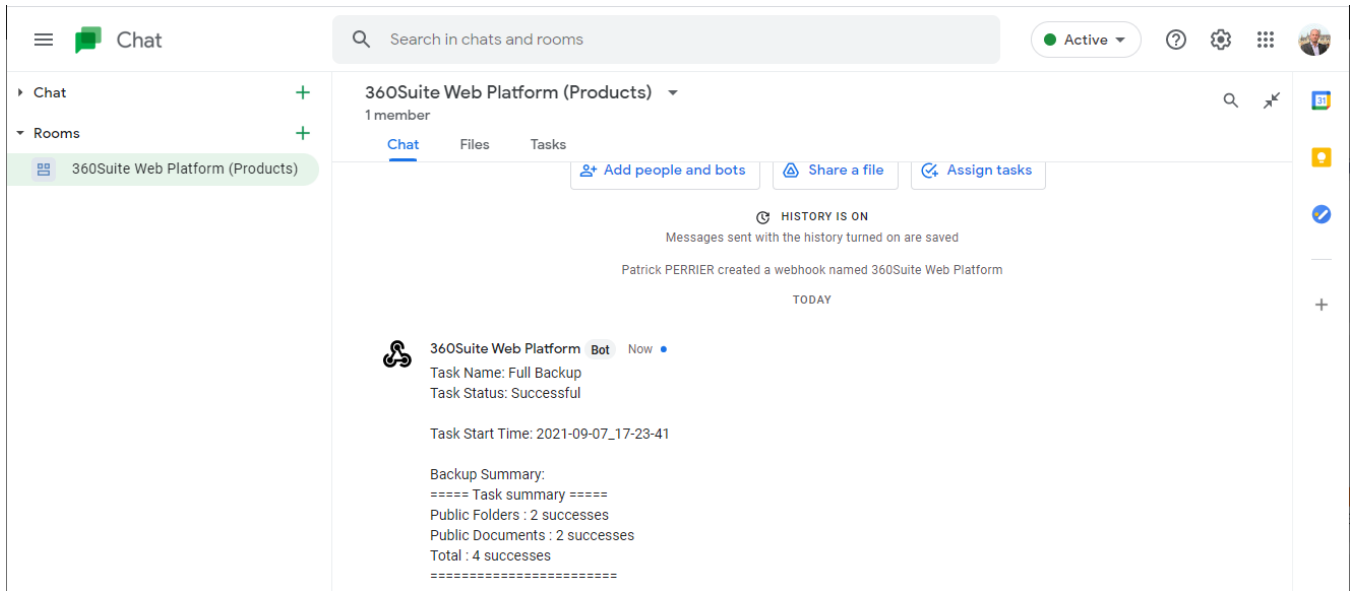 Chat
Search in chats and rooms
Active
Chat
Rooms
360Suite Web Platform (Products)
360Suite Web Platform (Products)
1 member
Chat Files Tasks
Add people and bots Share a file Assign tasks
HISTORY IS ON
Messages sent with the history turned on are saved
Patrick PERRIER created a webhook named 360Suite Web Platform
TODAY
360Suite Web Platform Bot Now
Task Name: Full Backup
Task Status: Successful
Task Start Time: 2021-09-07_17-23-41
Backup Summary:
===== Task summary =====
Public Folders : 2 successes
Public Documents : 2 successes
Total : 4 successes
========================
31